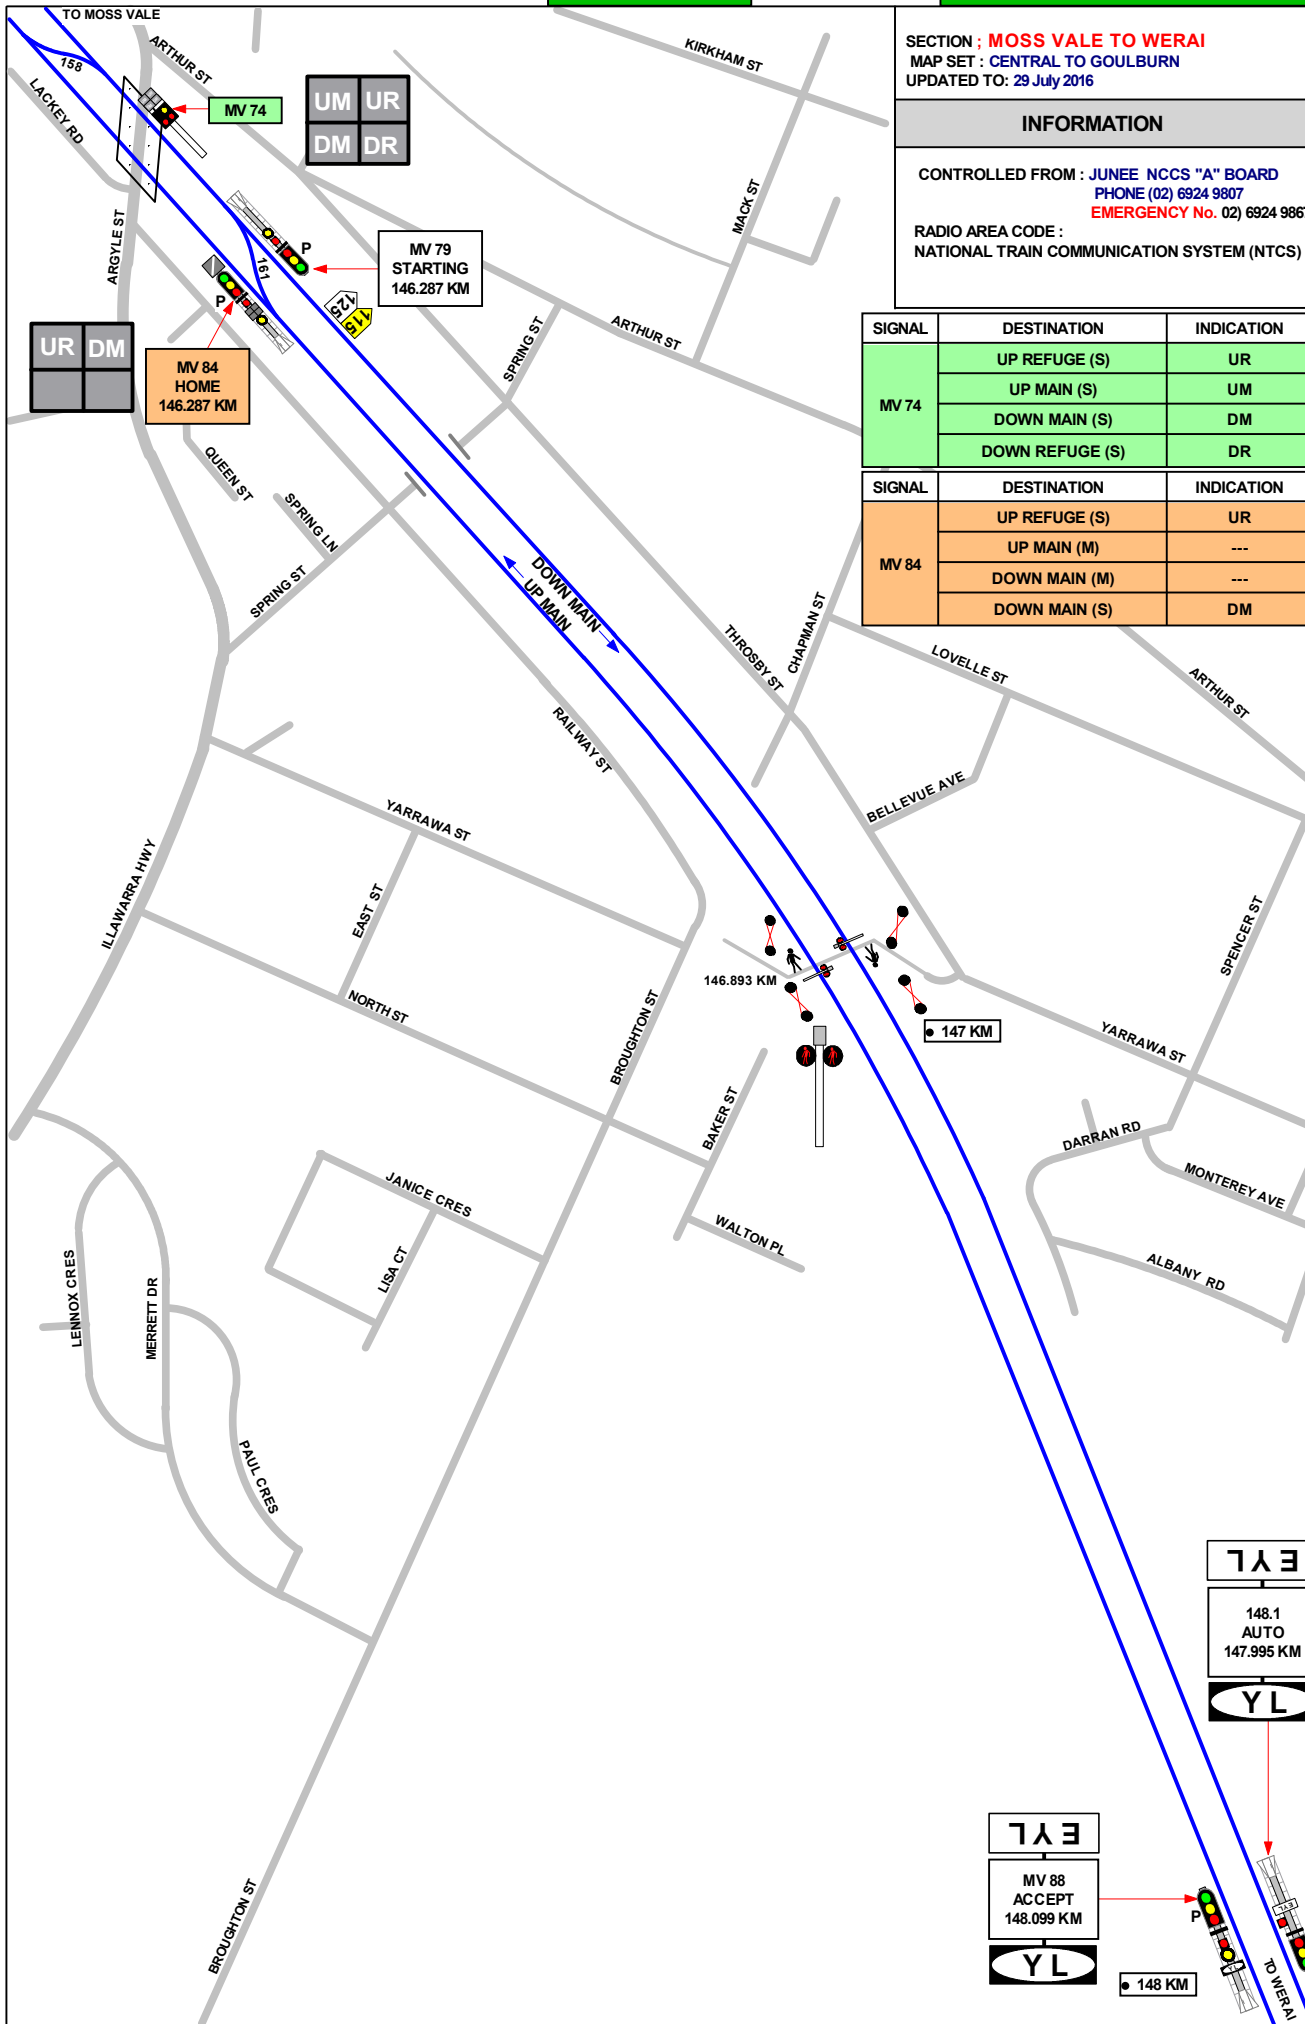 TO MOSS VALE
158
ARTHUR ST
LACKEY RD
MV 74
UM UR
DM DR
KIRKHAM ST
MACK ST
SECTION ; MOSS VALE TO WERAI
MAP SET : CENTRAL TO GOULBURN
UPDATED TO: 29 July 2016
INFORMATION
CONTROLLED FROM : JUNEE NCCS "A" BOARD
PHONE (02) 6924 9807
EMERGENCY No. 02) 6924 986
RADIO AREA CODE :
NATIONAL TRAIN COMMUNICATION SYSTEM (NTCS)
ARGYLE ST
161
P
P
MV 79
STARTING
146.287 KM
125
115
UR DM
MV 84
HOME
146.287 KM
SPRING ST
ARTHUR ST
SIGNAL DESTINATION INDICATION
MV 74
UP REFUGE (S) UR
UP MAIN (S) UM
DOWN MAIN (S) DM
DOWN REFUGE (S) DR
SIGNAL DESTINATION INDICATION
MV 84
UP REFUGE (S) UR
UP MAIN (M) ---
DOWN MAIN (M) ---
DOWN MAIN (S) DM
QUEEN ST
SPRING LN
SPRING ST
DOWN MAIN
UP MAIN
THROSBY ST
CHAPMAN ST
LOVELLE ST
ARTHUR ST
RAILWAY ST
BELLEVUE AVE
YARRAWA ST
ILLAWARRA HWY
EAST ST
SPENCER ST
146.893 KM
NORTH ST
BROUGHTON ST
147 KM
YARRAWA ST
BAKER ST
DARRAN RD
MONTEREY AVE
JANICE CRES
WALTON PL
LISA CT
ALBANY RD
LENNOX CRES
MERRETT DR
PAUL CRES
EYL
148.1
AUTO
147.995 KM
YL
EYL
MV 88
ACCEPT
148.099 KM
YL
P
EYL
YL
148 KM
TO WERAI
BROUGHTON ST